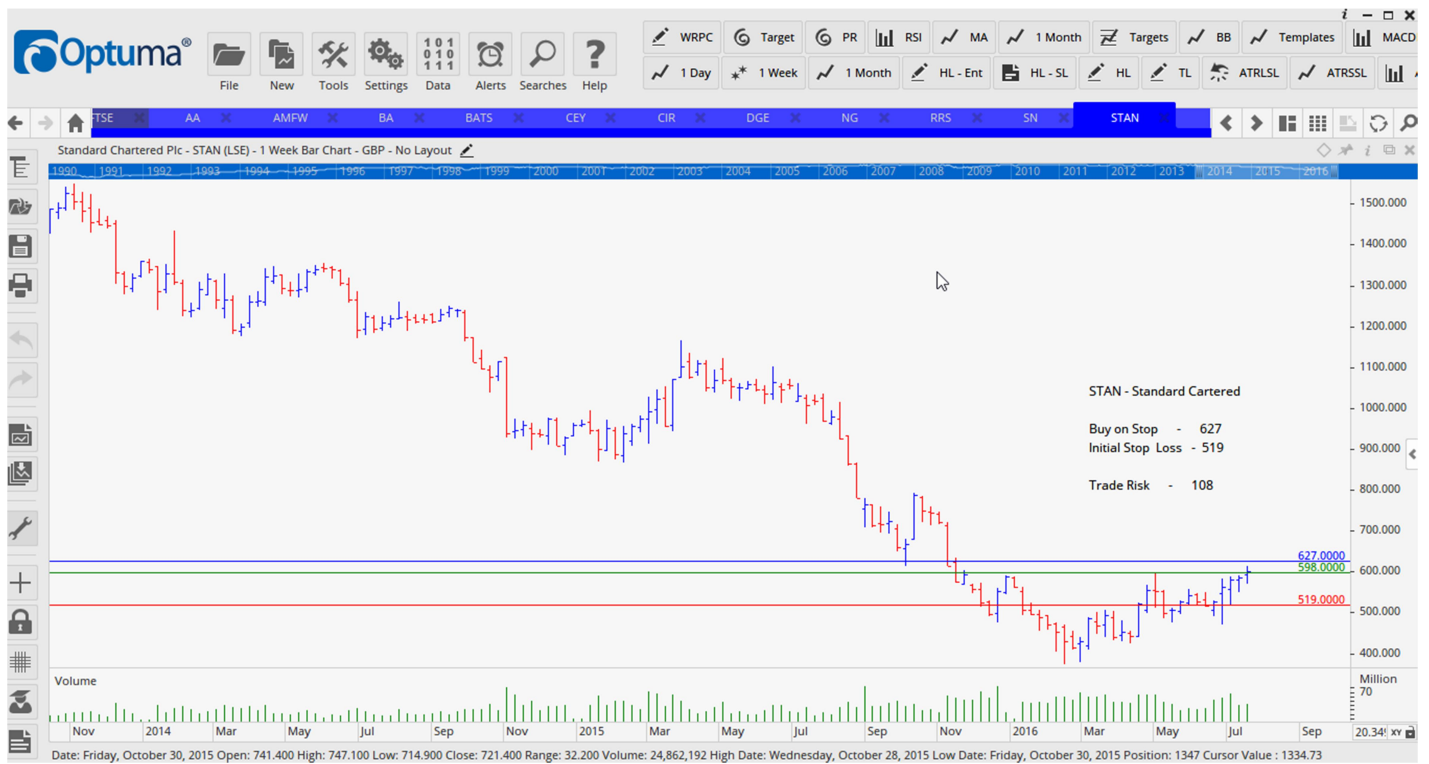 i
Optuma®
File
New
Tools
Settings
Data
Alerts
Searches
Help
101
010
111
WRPC
Target
PR
RSI
MA
1 Month
Targets
BB
Templates
MACD
1 Day
1 Week
1 Month
HL - Ent
HL - SL
HL
TL
ATRLSL
ATRSSL
FTSE
AA
AMFW
BA
BATS
CEY
CIR
DGE
NG
RRS
SN
STAN
Standard Chartered Plc - STAN (LSE) - 1 Week Bar Chart - GBP - No Layout
1990 1991 1992 1993 1994 1995 1996 1997 1998 1999 2000 2001 2002 2003 2004 2005 2006 2007 2008 2009 2010 2011 2012 2013 2014 2015 2016
1500.000
1400.000
1300.000
1200.000
1100.000
1000.000
900.000
800.000
700.000
600.000
500.000
400.000
STAN - Standard Cartered
Buy on Stop - 627
Initial Stop Loss - 519
Trade Risk - 108
627.0000
598.0000
519.0000
Volume
Million
70
Nov 2014 Mar May Jul Sep Nov 2015 Mar May Jul Sep Nov 2016 Mar May Jul Sep
XY
Date: Friday, October 30, 2015 Open: 741.400 High: 747.100 Low: 714.900 Close: 721.400 Range: 32.200 Volume: 24,862,192 High Date: Wednesday, October 28, 2015 Low Date: Friday, October 30, 2015 Position: 1347 Cursor Value : 1334.73